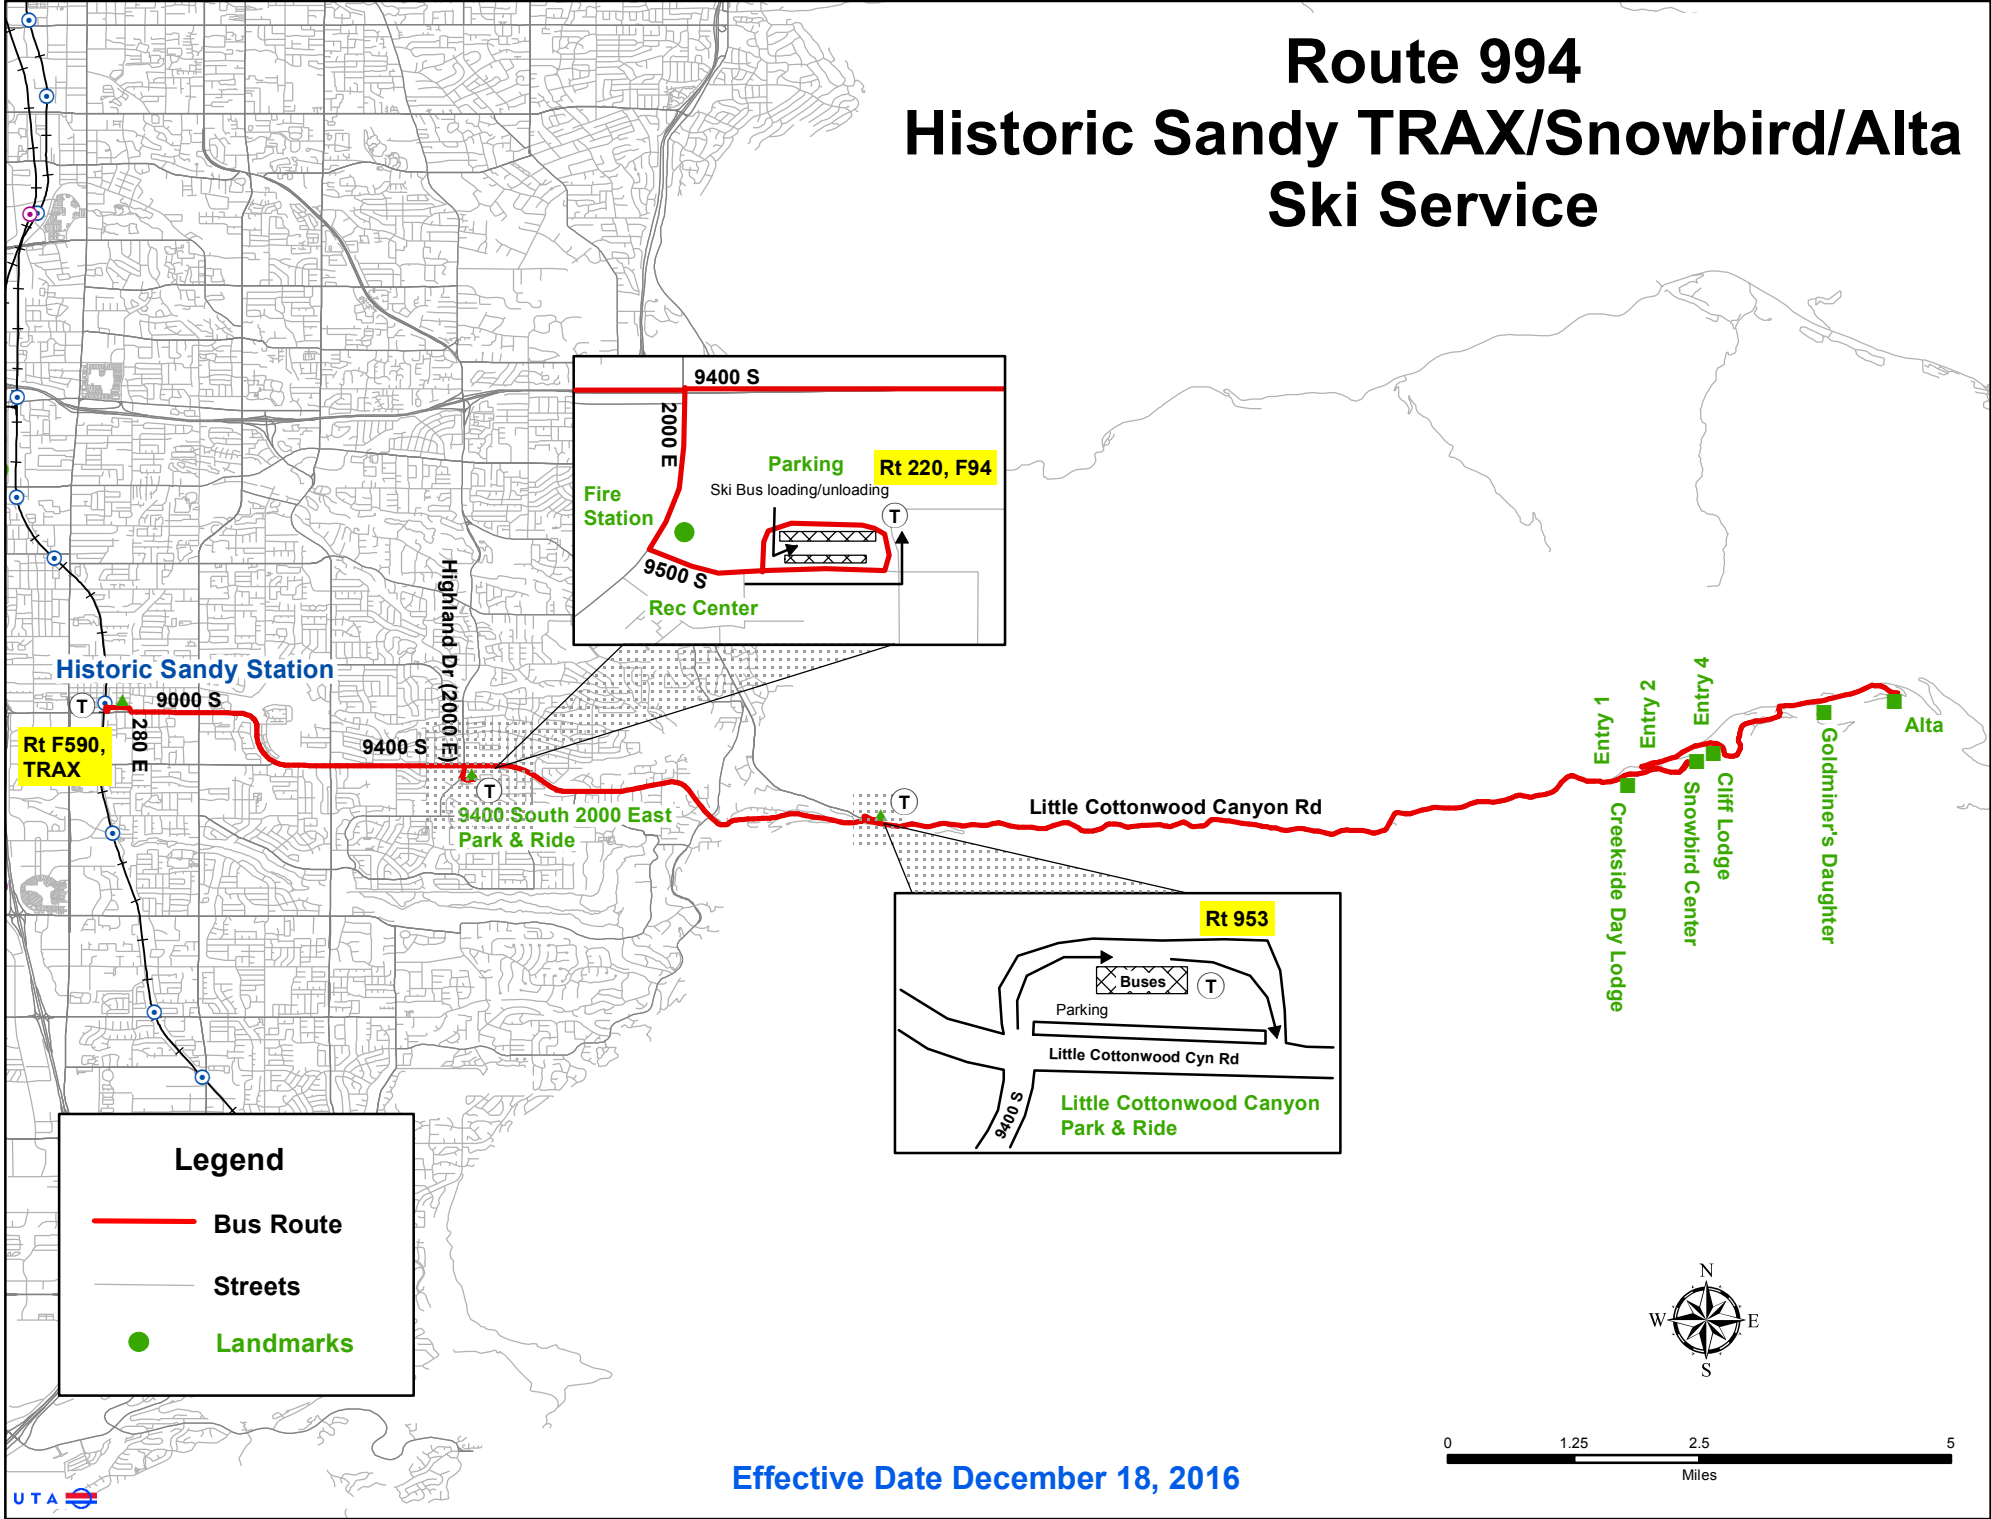 Route 994
Historic Sandy TRAX/Snowbird/Alta
Ski Service
9400 S
2000 E
Parking
Rt 220, F94
Ski Bus loading/unloading
T
Fire
Station
9500 S
Rec Center
Highland Dr (2000 E)
Historic Sandy Station
T
9000 S
280 E
Rt F590,
TRAX
9400 S
T
9400 South 2000 East
Park & Ride
T
Little Cottonwood Canyon Rd
Entry 1
Entry 2
Entry 4
Creekside Day Lodge
Snowbird Center
Cliff Lodge
Goldminer's Daughter
Alta
Rt 953
Buses
T
Parking
Little Cottonwood Cyn Rd
9400 S
Little Cottonwood Canyon
Park & Ride
Legend
Bus Route
Streets
Landmarks
N
W
E
S
0
1.25
2.5
5
Miles
Effective Date December 18, 2016
UTA